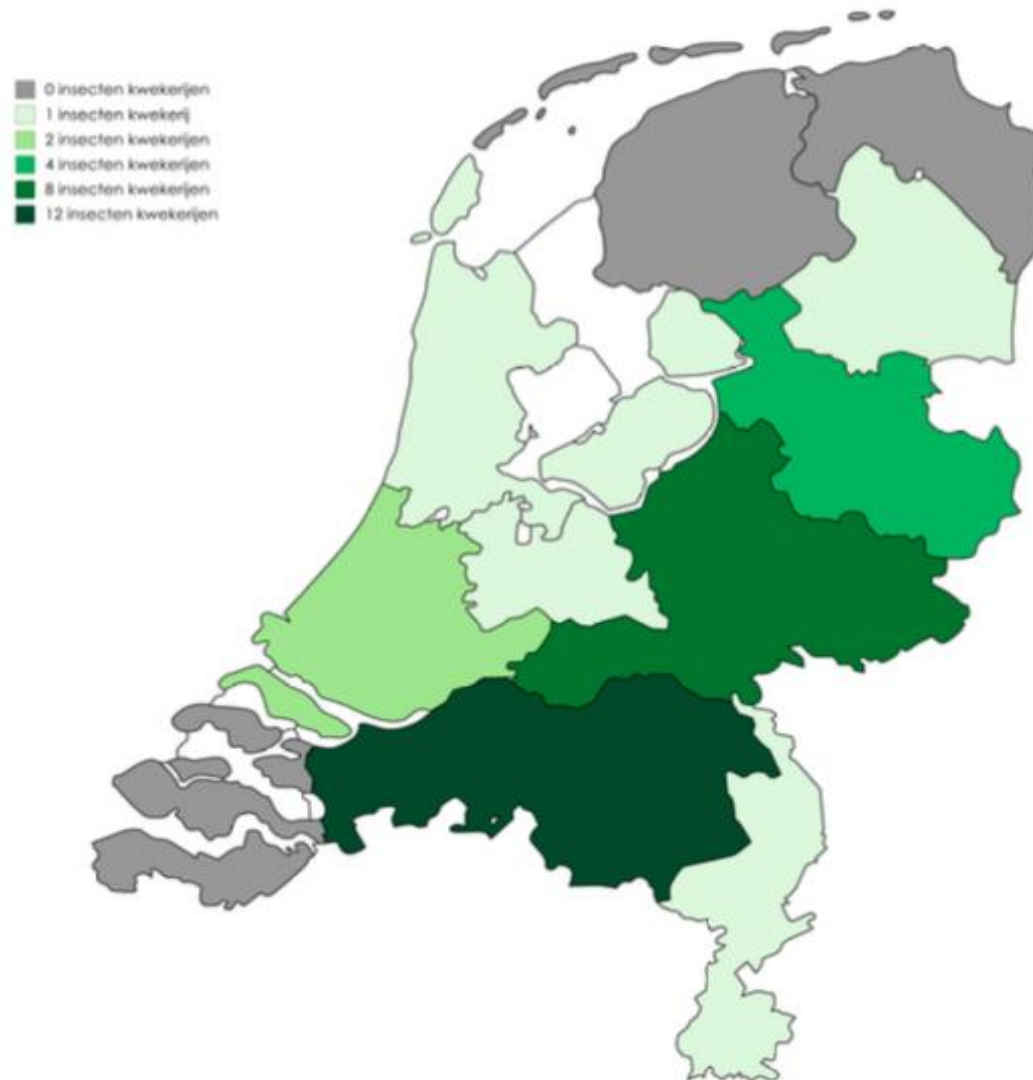 0 insecten kwekerijen
1 insecten kwekerij
2 insecten kwekerijen
4 insecten kwekerijen
8 insecten kwekerijen
12 insecten kwekerijen